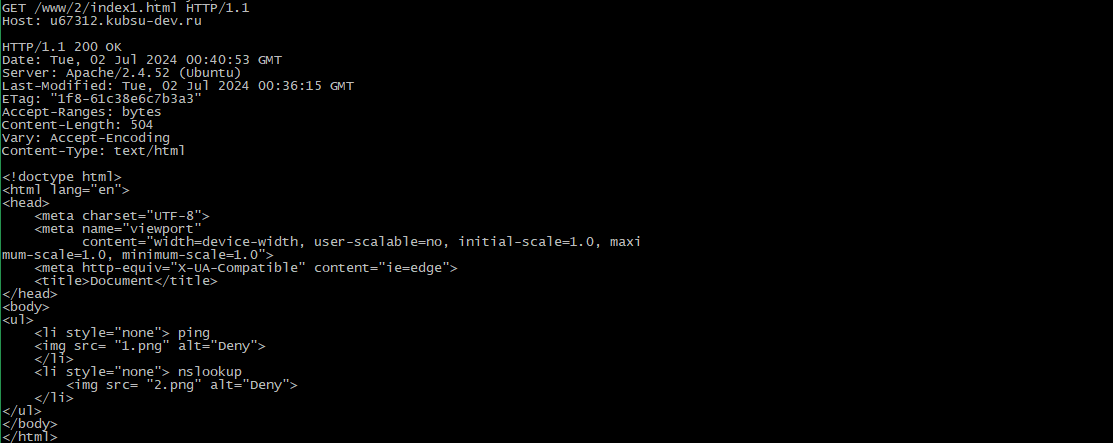 GET /www/2/index1.html HTTP/1.1
Host: u67312.kubsu-dev.ru

HTTP/1.1 200 OK
Date: Tue, 02 Jul 2024 00:40:53 GMT
Server: Apache/2.4.52 (Ubuntu)
Last-Modified: Tue, 02 Jul 2024 00:36:15 GMT
ETag: "1f8-61c38e6c7b3a3"
Accept-Ranges: bytes
Content-Length: 504
Vary: Accept-Encoding
Content-Type: text/html

<!doctype html>
<html lang="en">
<head>
    <meta charset="UTF-8">
    <meta name="viewport"
          content="width=device-width, user-scalable=no, initial-scale=1.0, maxi
mum-scale=1.0, minimum-scale=1.0">
    <meta http-equiv="X-UA-Compatible" content="ie=edge">
    <title>Document</title>
</head>
<body>
<ul>
    <li style="none"> ping
    <img src= "1.png" alt="Deny">
    </li>
    <li style="none"> nslookup
        <img src= "2.png" alt="Deny">
    </li>
</ul>
</body>
</html>